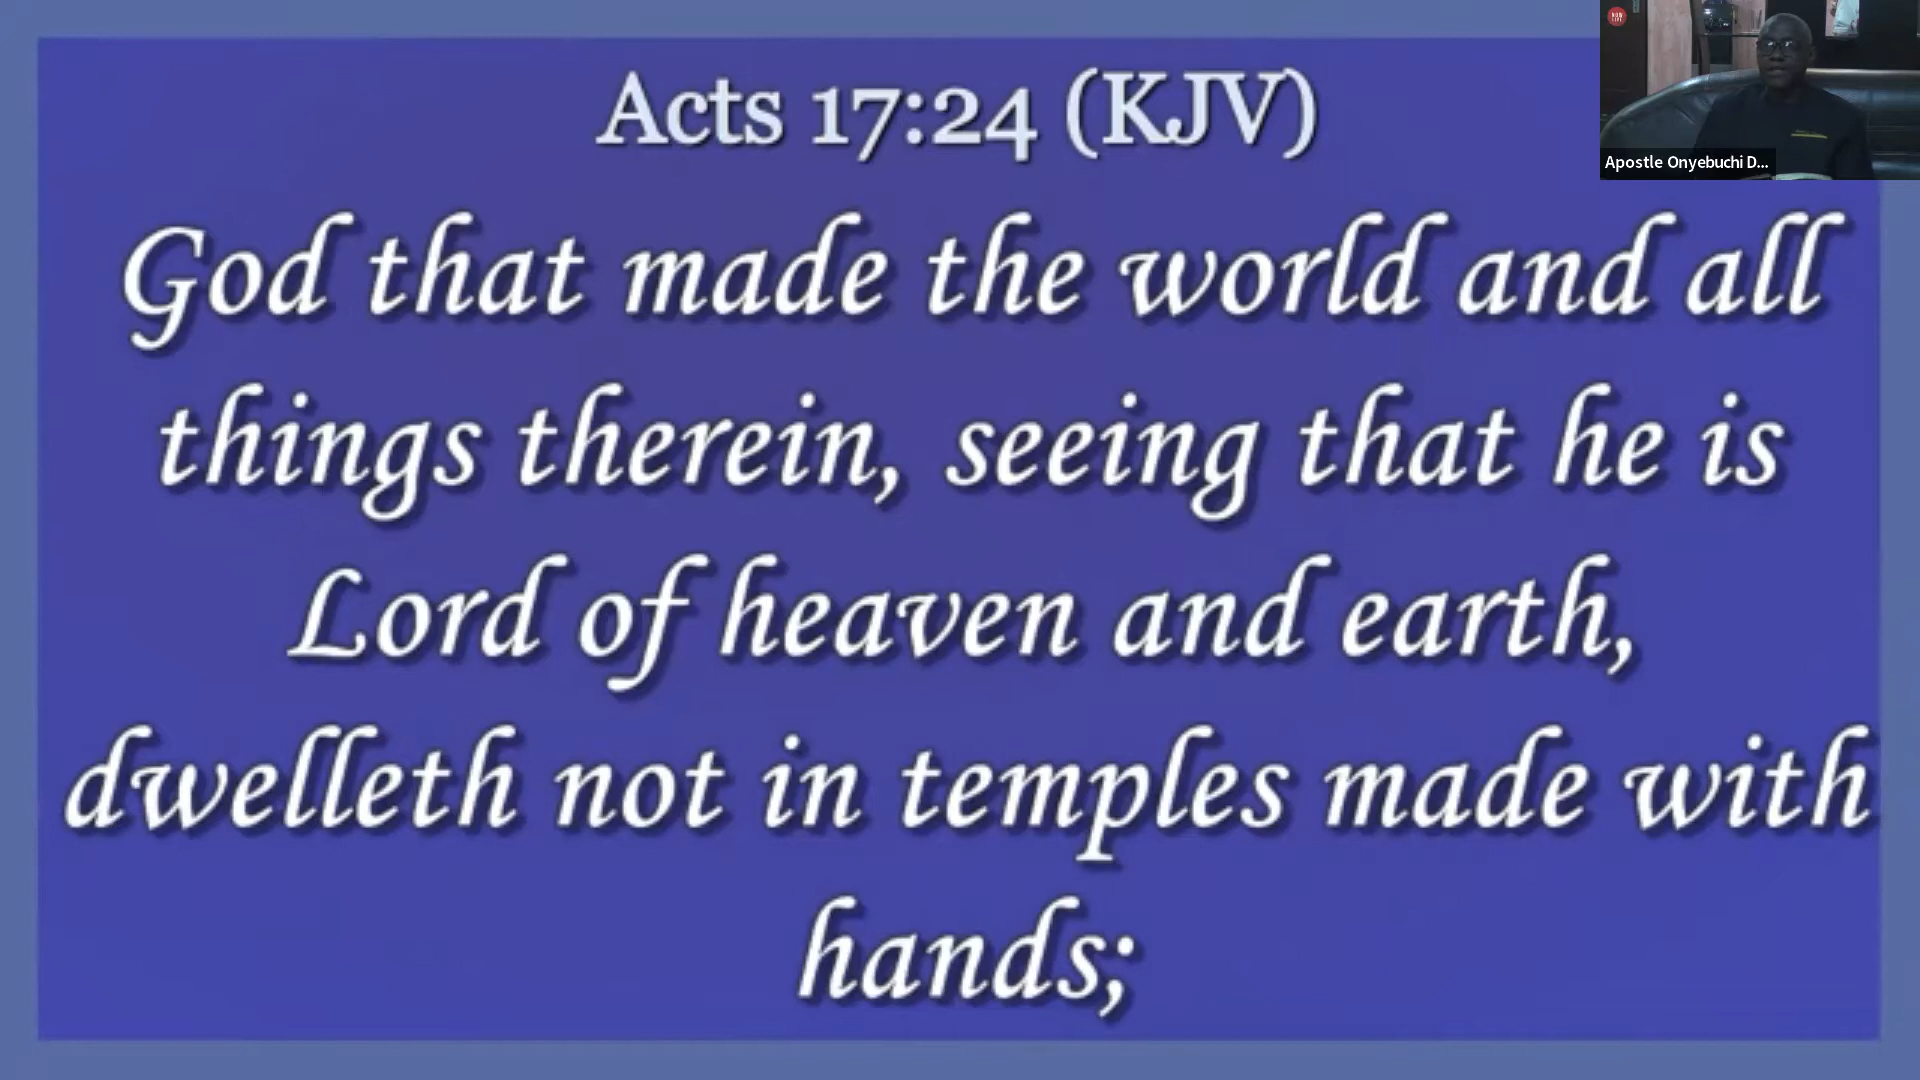 Acts 17:24 (KJV)
God that made the world and all
things therein, seeing that he is
Lord of heaven and earth,
dwelleth not in temples made with
hands;
Apostle Onyebuchi D...